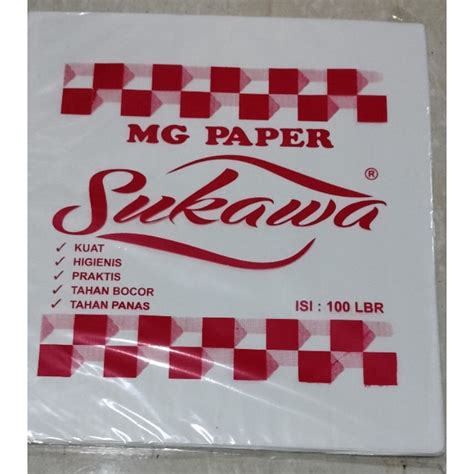 MG PAPER
Sukawa ®
✓ KUAT
✓ HIGIENIS
✓ PRAKTIS
✓ TAHAN BOCOR
✓ TAHAN PANAS
ISI : 100 LBR